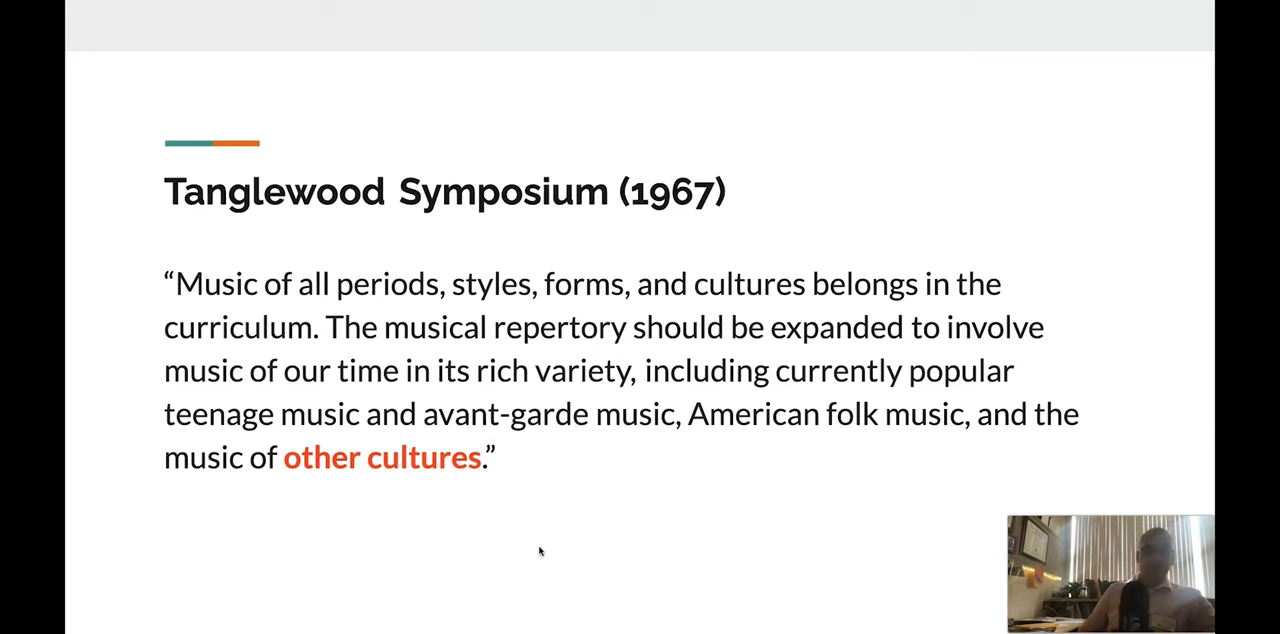 Tanglewood Symposium (1967)
“Music of all periods, styles, forms, and cultures belongs in the
curriculum. The musical repertory should be expanded to involve
music of our time in its rich variety, including currently popular
teenage music and avant-garde music, American folk music, and the
music of other cultures.”